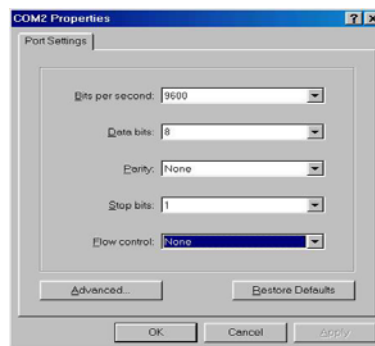 COM2 Properties
Port Settings
Bits per second: 9600
Data bits: 8
Parity: None
Stop bits: 1
Flow control: None
Advanced...
Restore Defaults
OK
Cancel
Apply